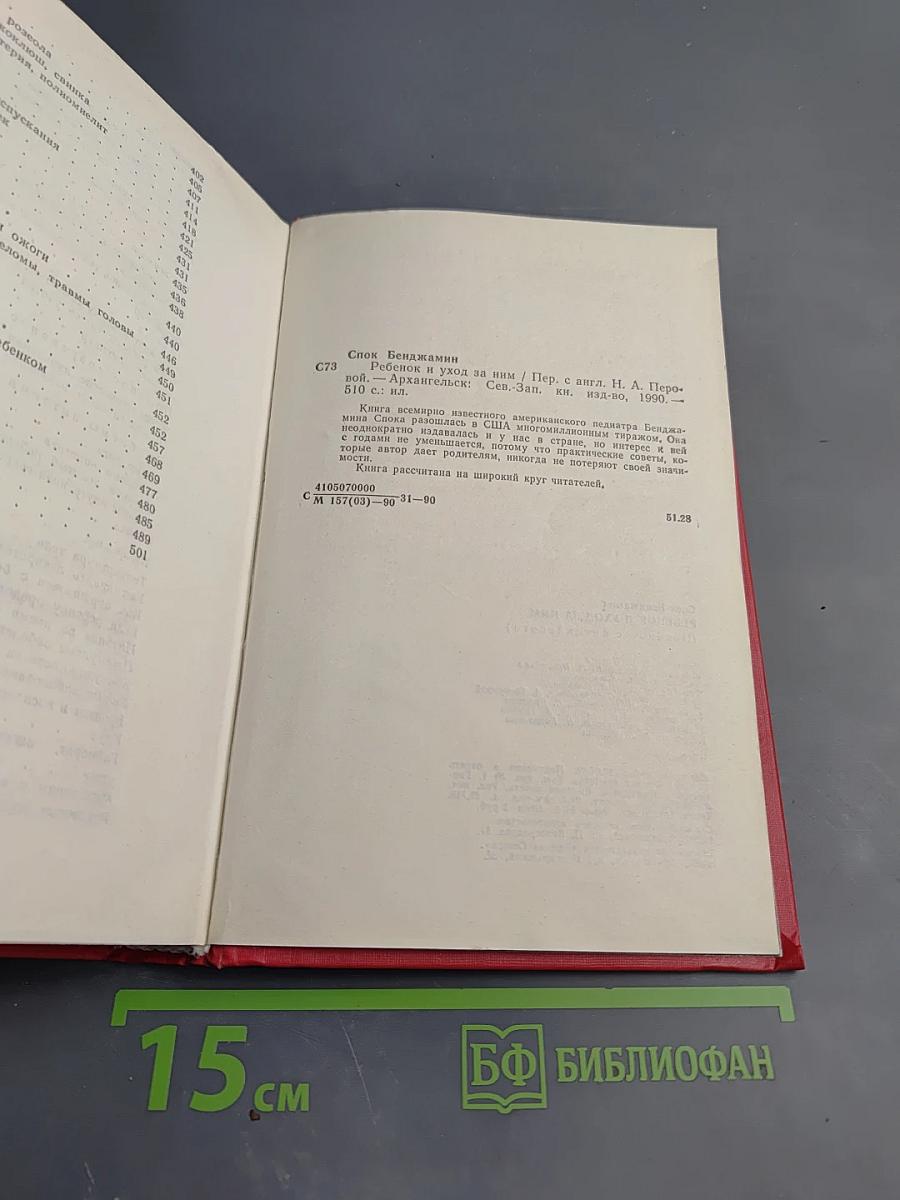 розеола
коклюш, свинка
полиомиелит
402
405
407
411
414
418
421
425
431
431
435
436
438
ожоги
травмы головы
440
440
446
449
450
451
452
452
457
468
469
477
480
485
489
501
Спок Бенджамин
С73 Ребенок и уход за ним / Пер. с англ. Н. А. Перо-
вой. — Архангельск: Сев.-Зап. кн. изд-во, 1990. —
510 с.: ил.
Книга всемирно известного американского педиатра Бенджа-
мина Спока разошлась в США многомиллионным тиражом. Она
неоднократно издавалась и у нас в стране, но интерес к ней
с годами не уменьшается, потому что практические советы, ко-
торые автор дает родителям, никогда не потеряют своей значи-
мости.
Книга рассчитана на широкий круг читателей.
4105070000
С 31—90
М 157(03)—90
51.28
15 см
БФ БИБЛИОФАН